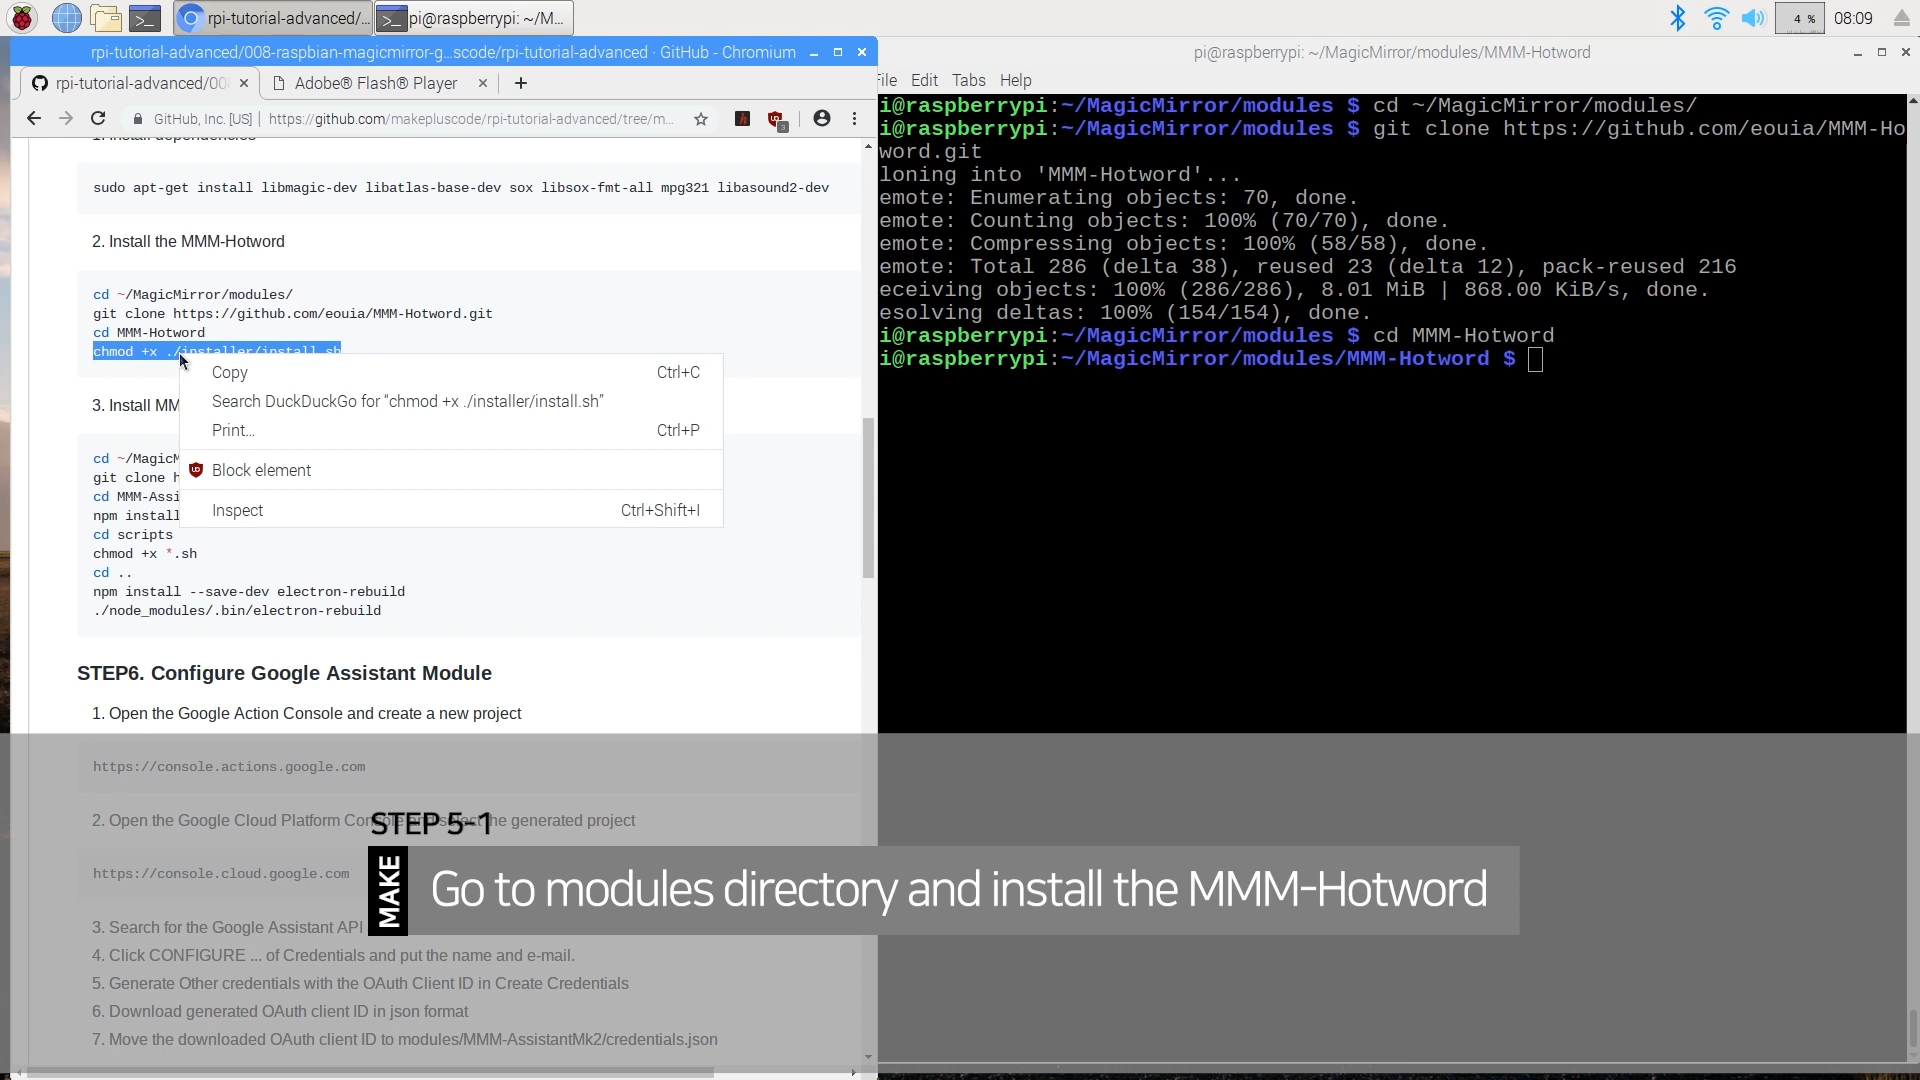 rpi-tutorial-advanced/...
pi@raspberrypi: ~/M...
4 %
08:09
rpi-tutorial-advanced/008-raspbian-magicmirror-g...scode/rpi-tutorial-advanced · GitHub - Chromium
rpi-tutorial-advanced/00
Adobe® Flash® Player
GitHub, Inc. [US]
https://github.com/makepluscode/rpi-tutorial-advanced/tree/m...
3
1. Install dependencies
sudo apt-get install libmagic-dev libatlas-base-dev sox libsox-fmt-all mpg321 libasound2-dev
2. Install the MMM-Hotword
cd ~/MagicMirror/modules/
git clone https://github.com/eouia/MMM-Hotword.git
cd MMM-Hotword
chmod +x ./installer/install.sh
Copy Ctrl+C
Search DuckDuckGo for “chmod +x ./installer/install.sh”
Print... Ctrl+P
Block element
Inspect Ctrl+Shift+I
3. Install MM
cd ~/MagicM
git clone h
cd MMM-Assi
npm install
cd scripts
chmod +x *.sh
cd ..
npm install --save-dev electron-rebuild
./node_modules/.bin/electron-rebuild
STEP6. Configure Google Assistant Module
1. Open the Google Action Console and create a new project
https://console.actions.google.com
2. Open the Google Cloud Platform Console and select the generated project
https://console.cloud.google.com
3. Search for the Google Assistant API
4. Click CONFIGURE ... of Credentials and put the name and e-mail.
5. Generate Other credentials with the OAuth Client ID in Create Credentials
6. Download generated OAuth client ID in json format
7. Move the downloaded OAuth client ID to modules/MMM-AssistantMk2/credentials.json
pi@raspberrypi: ~/MagicMirror/modules/MMM-Hotword
ile Edit Tabs Help
i@raspberrypi:~/MagicMirror/modules $ cd ~/MagicMirror/modules/
i@raspberrypi:~/MagicMirror/modules $ git clone https://github.com/eouia/MMM-Ho
word.git
loning into 'MMM-Hotword'...
emote: Enumerating objects: 70, done.
emote: Counting objects: 100% (70/70), done.
emote: Compressing objects: 100% (58/58), done.
emote: Total 286 (delta 38), reused 23 (delta 12), pack-reused 216
eceiving objects: 100% (286/286), 8.01 MiB | 868.00 KiB/s, done.
esolving deltas: 100% (154/154), done.
i@raspberrypi:~/MagicMirror/modules $ cd MMM-Hotword
i@raspberrypi:~/MagicMirror/modules/MMM-Hotword $
STEP 5-1
MAKE
Go to modules directory and install the MMM-Hotword